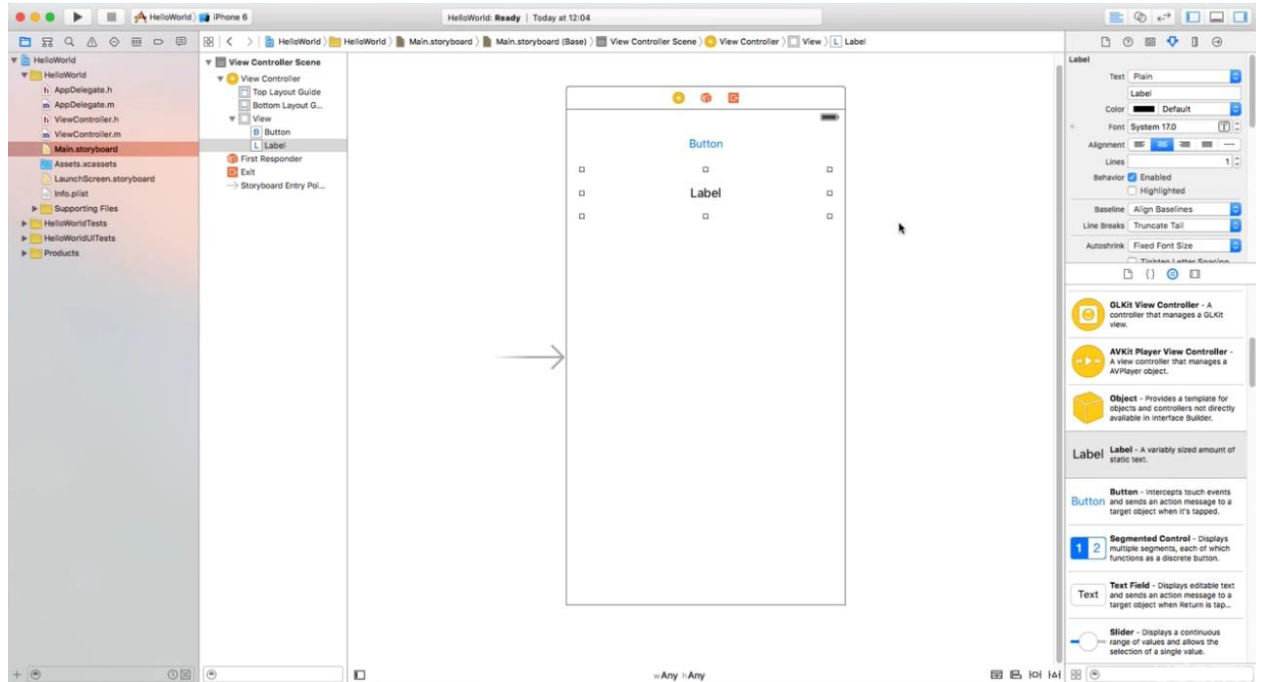 HelloWorld
iPhone 6
HelloWorld: Ready | Today at 12:04
HelloWorld
HelloWorld
Main.storyboard
Main.storyboard (Base)
View Controller Scene
View Controller
View
L Label
HelloWorld
HelloWorld
h AppDelegate.h
m AppDelegate.m
h ViewController.h
m ViewController.m
Main.storyboard
Assets.xcassets
LaunchScreen.storyboard
Info.plist
Supporting Files
HelloWorldTests
HelloWorldUITests
Products
View Controller Scene
View Controller
Top Layout Guide
Bottom Layout G...
View
B Button
L Label
First Responder
Exit
Storyboard Entry Poi...
Button
Label
wAny hAny
Label
Text Plain
Label
Color Default
Font System 17.0
Alignment
Lines 1
Behavior Enabled
Highlighted
Baseline Align Baselines
Line Breaks Truncate Tail
Autoshrink Fixed Font Size
Tighten Letter Spacing
GLKit View Controller - A
controller that manages a GLKit
view.
AVKit Player View Controller -
A view controller that manages a
AVPlayer object.
Object - Provides a template for
objects and controllers not directly
available in Interface Builder.
Label
Label - A variably sized amount of
static text.
Button
Button - Intercepts touch events
and sends an action message to a
target object when it's tapped.
1 2
Segmented Control - Displays
multiple segments, each of which
functions as a discrete button.
Text
Text Field - Displays editable text
and sends an action message to a
target object when Return is tap...
Slider - Displays a continuous
range of values and allows the
selection of a single value.